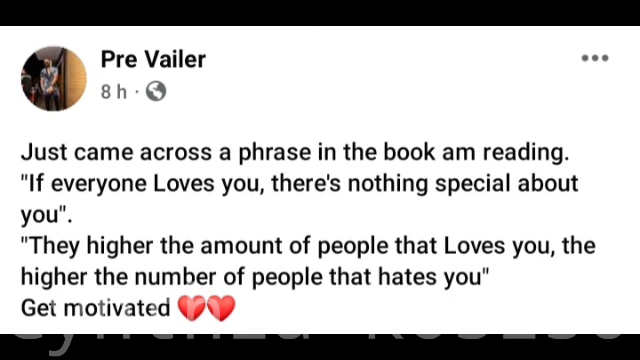 Pre Vailer
8 h ·
Just came across a phrase in the book am reading.
"If everyone Loves you, there's nothing special about
you".
"They higher the amount of people that Loves you, the
higher the number of people that hates you"
Get motivated ❤️❤️